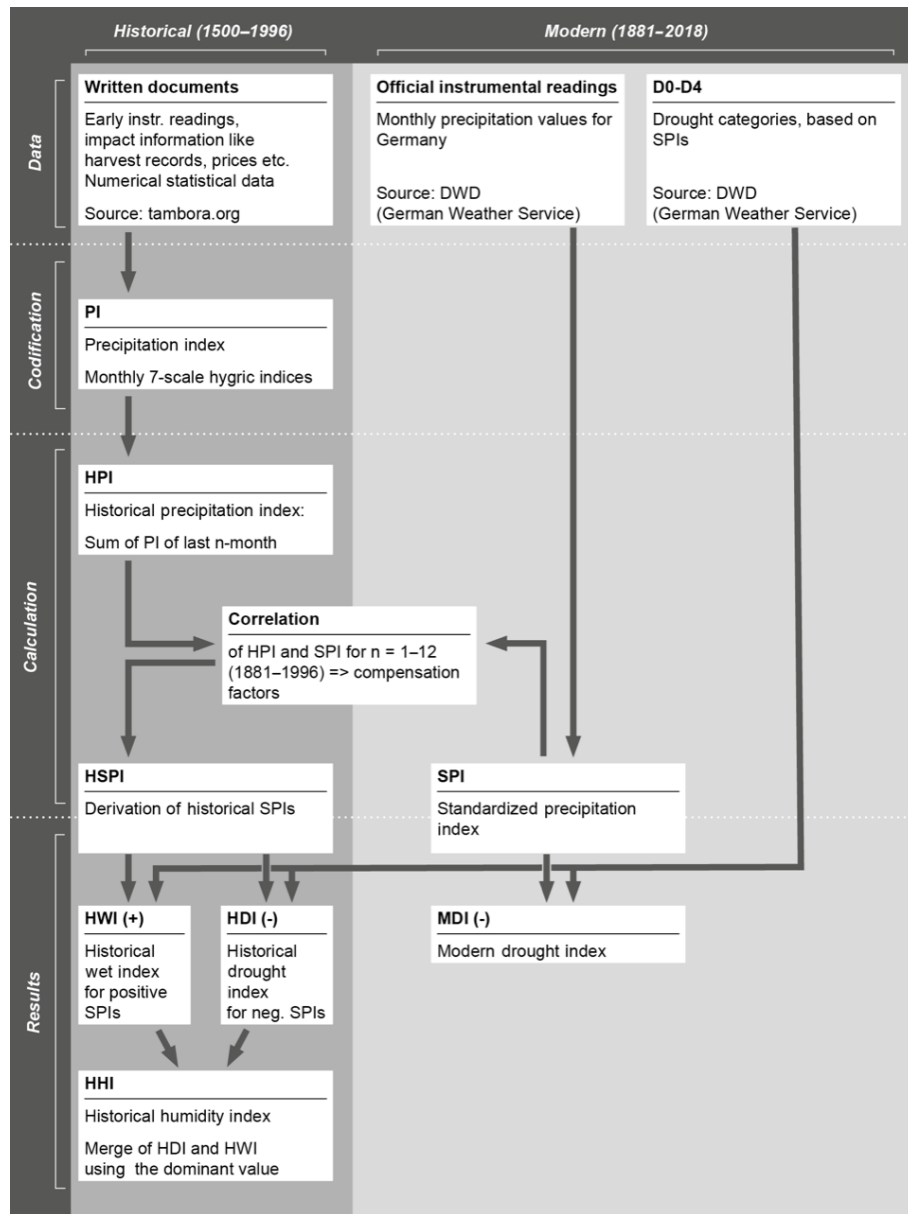 Historical (1500–1996)
Modern (1881–2018)
Data
Written documents
Early instr. readings,
impact information like
harvest records, prices etc.
Numerical statistical data
Source: tambora.org
Official instrumental readings
Monthly precipitation values for
Germany
Source: DWD
(German Weather Service)
D0-D4
Drought categories, based on
SPIs
Source: DWD
(German Weather Service)
Codification
PI
Precipitation index
Monthly 7-scale hygric indices
Calculation
HPI
Historical precipitation index:
Sum of PI of last n-month
Correlation
of HPI and SPI for n = 1–12
(1881–1996) => compensation
factors
HSPI
Derivation of historical SPIs
SPI
Standardized precipitation
index
Results
HWI (+)
Historical
wet index
for positive
SPIs
HDI (-)
Historical
drought
index
for neg. SPIs
MDI (-)
Modern drought index
HHI
Historical humidity index
Merge of HDI and HWI
using the dominant value